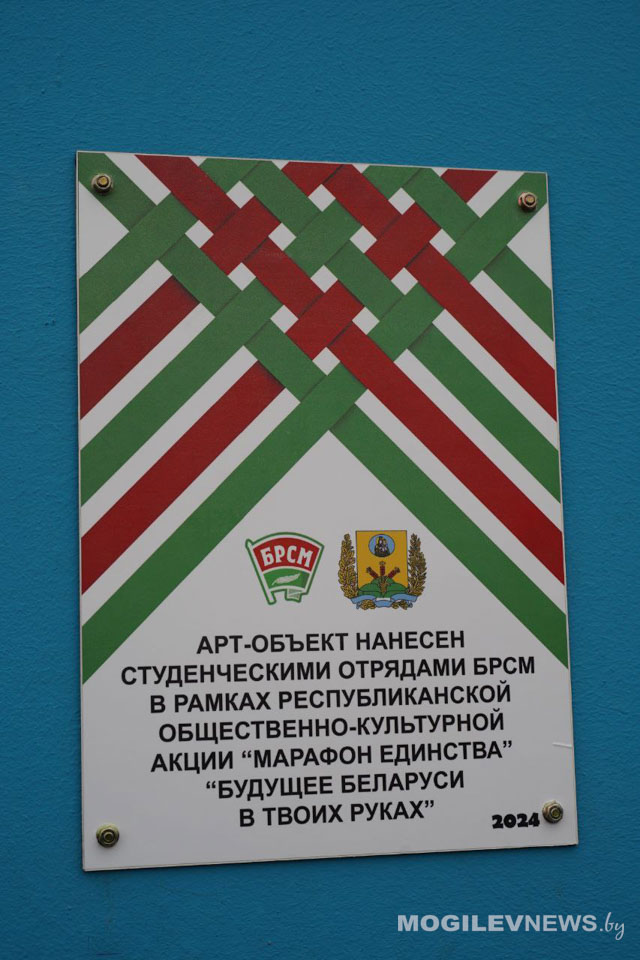 БРСМ
АРТ-ОБЪЕКТ НАНЕСЕН
СТУДЕНЧЕСКИМИ ОТРЯДАМИ БРСМ
В РАМКАХ РЕСПУБЛИКАНСКОЙ
ОБЩЕСТВЕННО-КУЛЬТУРНОЙ
АКЦИИ “МАРАФОН ЕДИНСТВА”
“БУДУЩЕЕ БЕЛАРУСИ
В ТВОИХ РУКАХ”
2024
MOGILEVNEWS.by